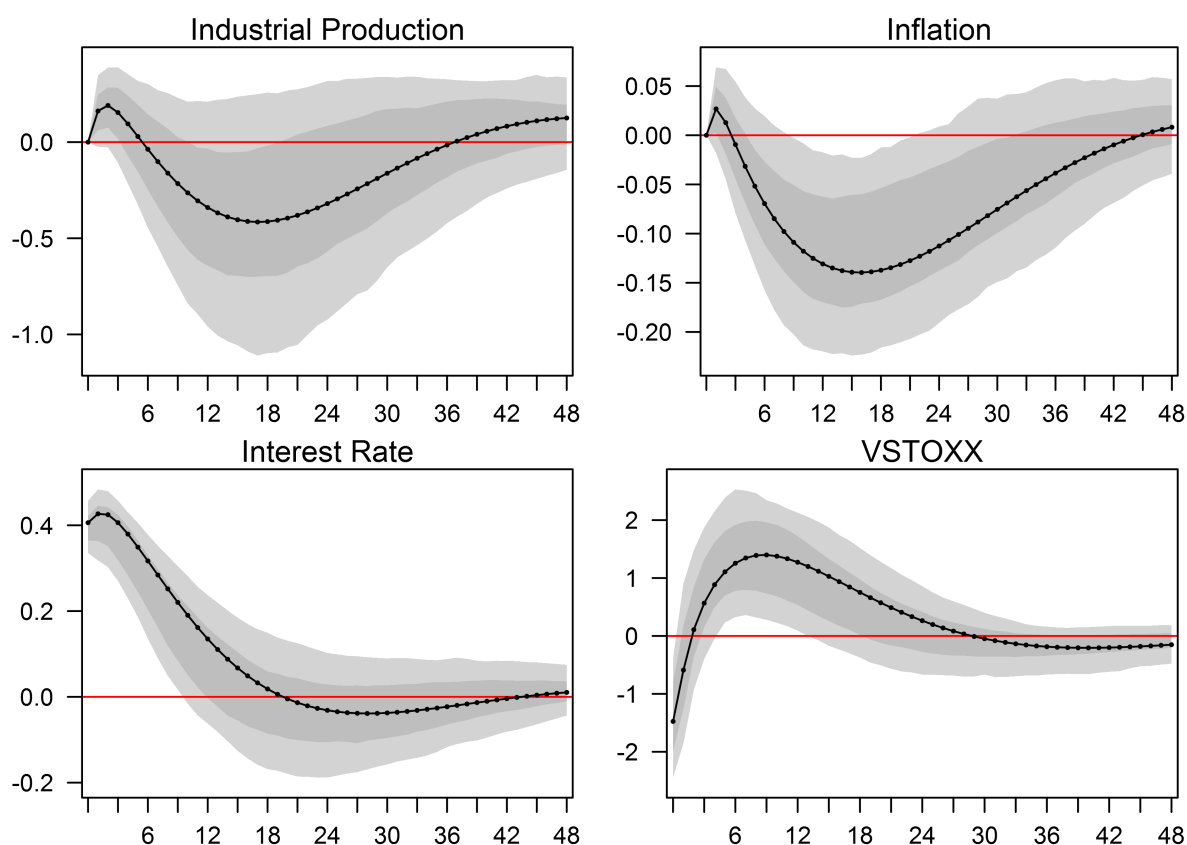 Industrial Production
0.0
-0.5
-1.0
6 12 18 24 30 36 42 48
Inflation
0.05
0.00
-0.05
-0.10
-0.15
-0.20
6 12 18 24 30 36 42 48
Interest Rate
0.4
0.2
0.0
-0.2
6 12 18 24 30 36 42 48
VSTOXX
2
1
0
-1
-2
6 12 18 24 30 36 42 48